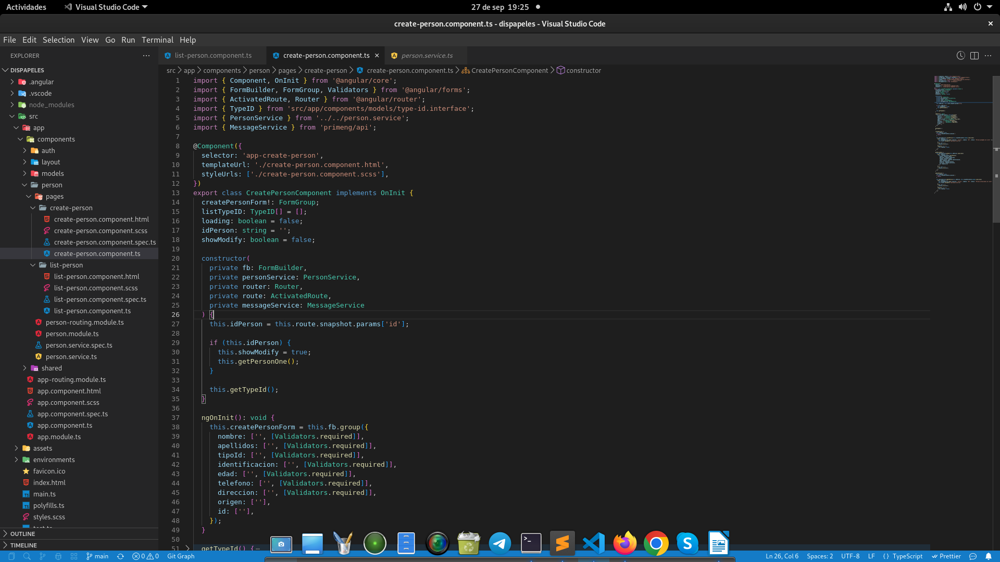 Actividades
Visual Studio Code
27 de sep 19:25
create-person.component.ts - dispapeles - Visual Studio Code
File Edit Selection View Go Run Terminal Help
EXPLORER
DISPAPELES
.angular
.vscode
node_modules
src
app
components
auth
layout
models
person
pages
create-person
create-person.component.html
create-person.component.scss
create-person.component.spec.ts
create-person.component.ts
list-person
list-person.component.html
list-person.component.scss
list-person.component.spec.ts
list-person.component.ts
person-routing.module.ts
person.module.ts
person.service.spec.ts
person.service.ts
shared
app-routing.module.ts
app.component.html
app.component.scss
app.component.spec.ts
app.component.ts
app.module.ts
assets
environments
favicon.ico
index.html
main.ts
polyfills.ts
styles.scss
OUTLINE
TIMELINE
list-person.component.ts
create-person.component.ts
person.service.ts
src > app > components > person > pages > create-person > create-person.component.ts > CreatePersonComponent > constructor
1 import { Component, OnInit } from '@angular/core';
2 import { FormBuilder, FormGroup, Validators } from '@angular/forms';
3 import { ActivatedRoute, Router } from '@angular/router';
4 import { TypeID } from 'src/app/components/models/type-id.interface';
5 import { PersonService } from '../../person.service';
6 import { MessageService } from 'primeng/api';
7
8 @Component({
9 selector: 'app-create-person',
10 templateUrl: './create-person.component.html',
11 styleUrls: ['./create-person.component.scss'],
12 })
13 export class CreatePersonComponent implements OnInit {
14 createPersonForm!: FormGroup;
15 listTypeID: TypeID[] = [];
16 loading: boolean = false;
17 idPerson: string = '';
18 showModify: boolean = false;
19
20 constructor(
21 private fb: FormBuilder,
22 private personService: PersonService,
23 private router: Router,
24 private route: ActivatedRoute,
25 private messageService: MessageService
26 ) {
27 this.idPerson = this.route.snapshot.params['id'];
28
29 if (this.idPerson) {
30 this.showModify = true;
31 this.getPersonOne();
32 }
33
34 this.getTypeId();
35 }
36
37 ngOnInit(): void {
38 this.createPersonForm = this.fb.group({
39 nombre: ['', [Validators.required]],
40 apellidos: ['', [Validators.required]],
41 tipoId: ['', [Validators.required]],
42 identificacion: ['', [Validators.required]],
43 edad: ['', [Validators.required]],
44 telefono: ['', [Validators.required]],
45 direccion: ['', [Validators.required]],
46 origen: [''],
47 id: [''],
48 });
49 }
50
51 getTypeId() {
main
0 0
Git Graph
Ln 26, Col 6
Spaces: 2
UTF-8
LF
{ } TypeScript
Prettier